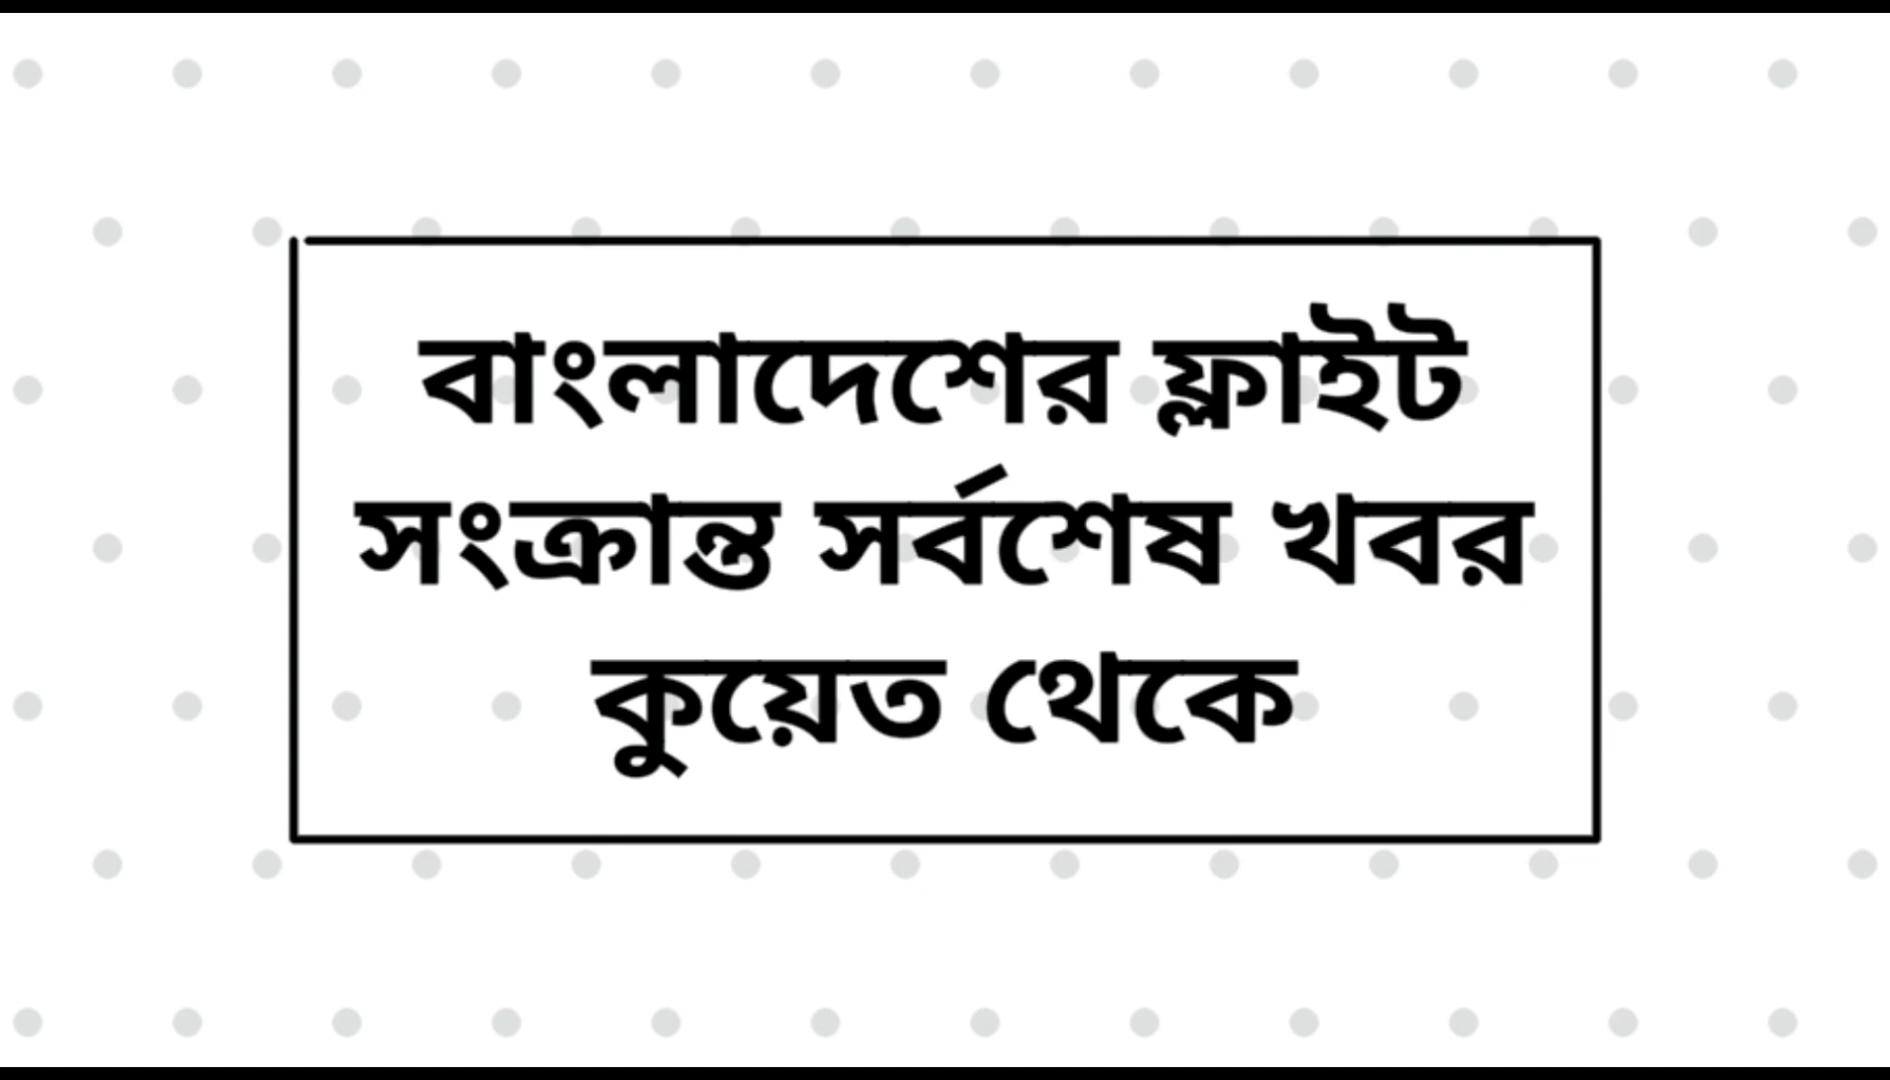 বাংলাদেশের ফ্লাইট
সংক্রান্ত সর্বশেষ খবর
কুয়েত থেকে